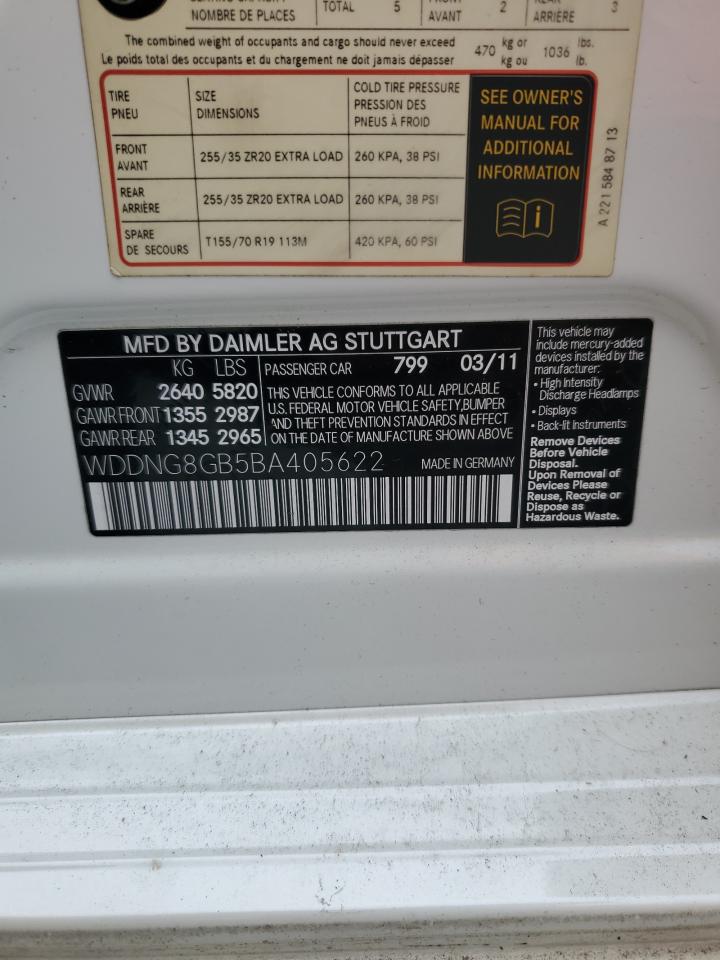 NOMBRE DE PLACES TOTAL 5 AVANT 2 ARRIÈRE 3
The combined weight of occupants and cargo should never exceed
Le poids total des occupants et du chargement ne doit jamais dépasser
470 kg or 1036 lbs.
kg ou lb.
TIRE SIZE COLD TIRE PRESSURE
PNEU DIMENSIONS PRESSION DES
PNEUS À FROID
FRONT
AVANT 255/35 ZR20 EXTRA LOAD 260 KPA, 38 PSI
REAR
ARRIÈRE 255/35 ZR20 EXTRA LOAD 260 KPA, 38 PSI
SPARE
DE SECOURS T155/70 R19 113M 420 KPA, 60 PSI
SEE OWNER'S
MANUAL FOR
ADDITIONAL
INFORMATION
i
A 221 584 87 13
MFD BY DAIMLER AG STUTTGART
KG LBS
GVWR 2640 5820
GAWR FRONT 1355 2987
GAWR REAR 1345 2965
PASSENGER CAR 799 03/11
THIS VEHICLE CONFORMS TO ALL APPLICABLE
U.S. FEDERAL MOTOR VEHICLE SAFETY,BUMPER
AND THEFT PREVENTION STANDARDS IN EFFECT
ON THE DATE OF MANUFACTURE SHOWN ABOVE
WDDNG8GB5BA405622 MADE IN GERMANY
This vehicle may
include mercury-added
devices installed by the
manufacturer:
• High Intensity
Discharge Headlamps
• Displays
• Back-lit Instruments
Remove Devices
Before Vehicle
Disposal.
Upon Removal of
Devices Please
Reuse, Recycle or
Dispose as
Hazardous Waste.